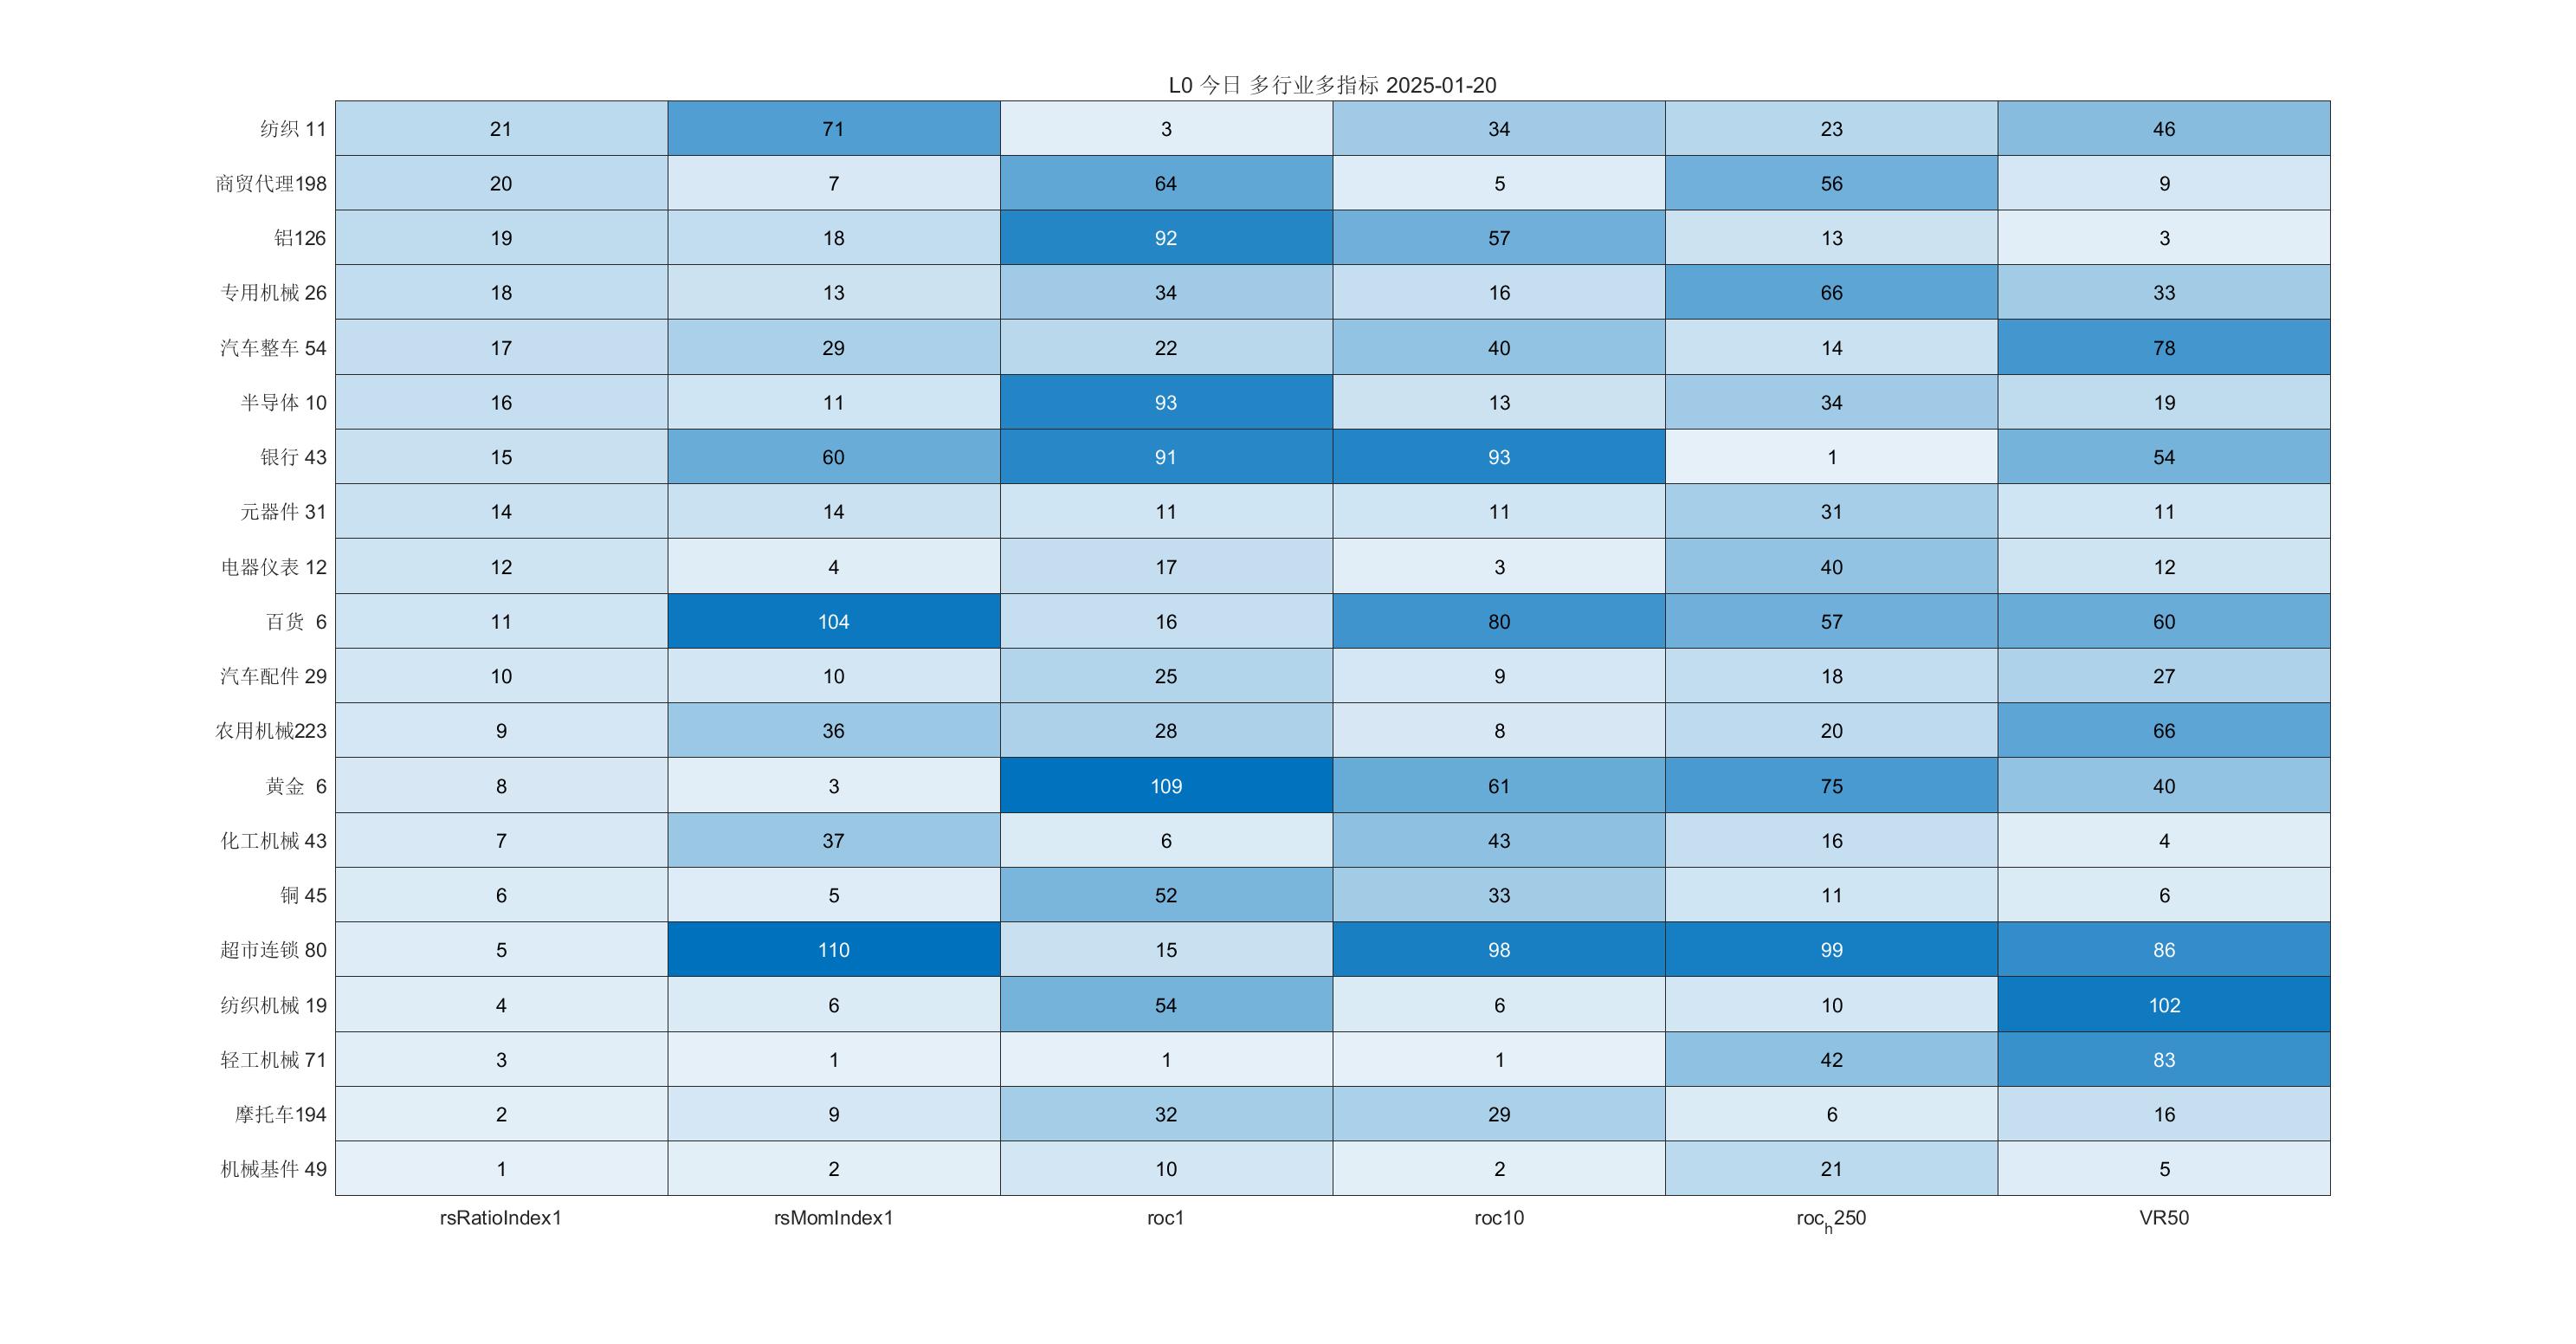 L0 今日 多行业多指标 2025-01-20
纺织 11 21 71 3 34 23 46
商贸代理198 20 7 64 5 56 9
铝126 19 18 92 57 13 3
专用机械 26 18 13 34 16 66 33
汽车整车 54 17 29 22 40 14 78
半导体 10 16 11 93 13 34 19
银行 43 15 60 91 93 1 54
元器件 31 14 14 11 11 31 11
电器仪表 12 12 4 17 3 40 12
百货  6 11 104 16 80 57 60
汽车配件 29 10 10 25 9 18 27
农用机械223 9 36 28 8 20 66
黄金  6 8 3 109 61 75 40
化工机械 43 7 37 6 43 16 4
铜 45 6 5 52 33 11 6
超市连锁 80 5 110 15 98 99 86
纺织机械 19 4 6 54 6 10 102
轻工机械 71 3 1 1 1 42 83
摩托车194 2 9 32 29 6 16
机械基件 49 1 2 10 2 21 5
rsRatioIndex1 rsMomIndex1 roc1 roc10 roch250 VR50